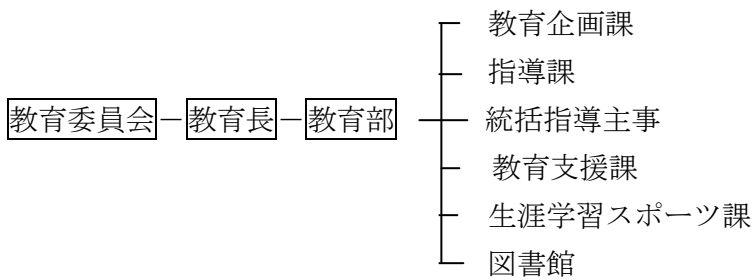 教育企画課
指導課
教育委員会－教育長－教育部
統括指導主事
教育支援課
生涯学習スポーツ課
図書館